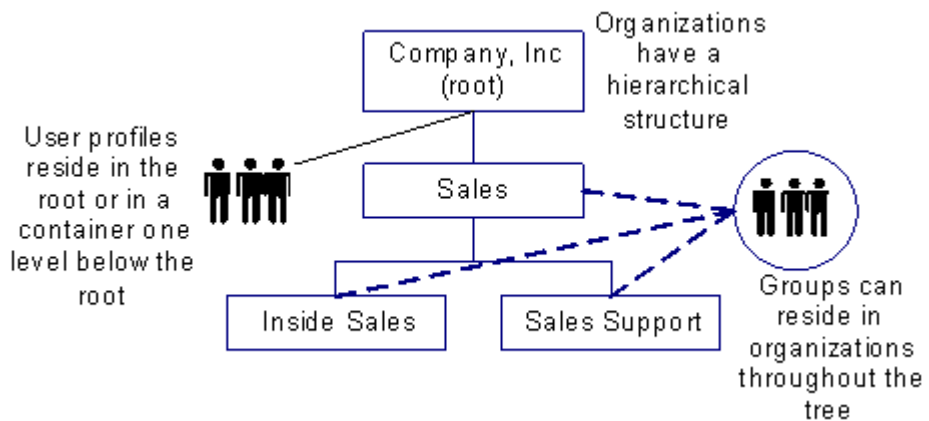 Company, Inc
(root)
Organizations
have a
hierarchical
structure
User profiles
reside in the
root or in a
container one
level below the
root
Sales
Inside Sales
Sales Support
Groups can
reside in
organizations
throughout the
tree